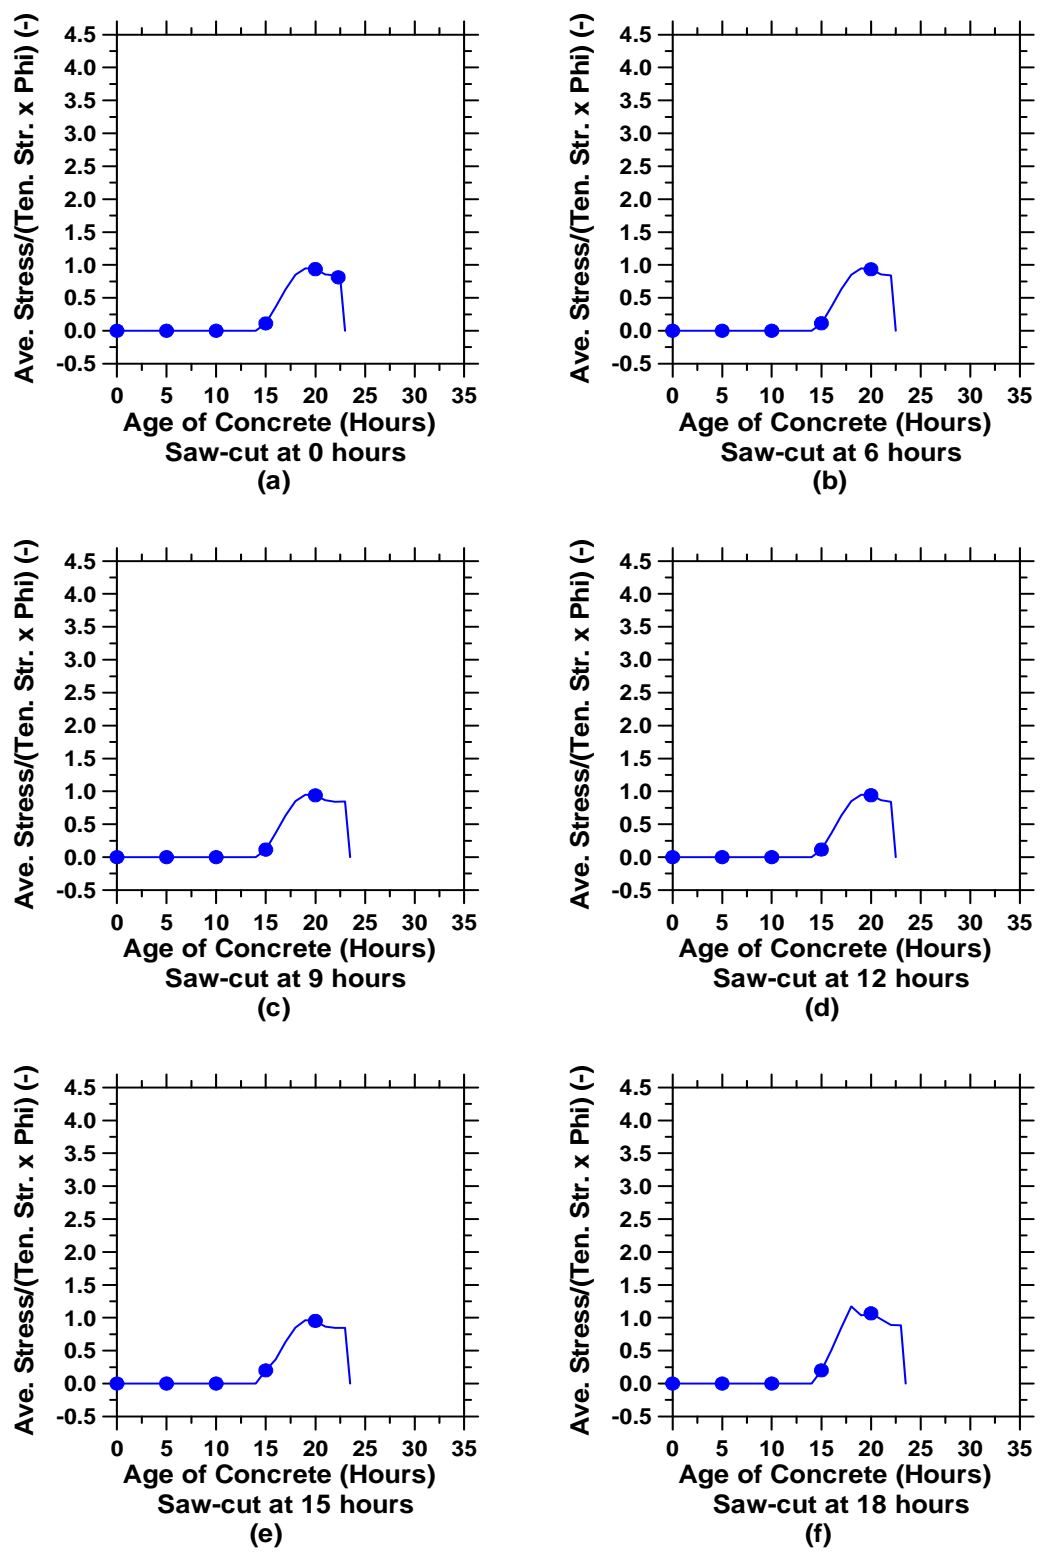 Ave. Stress/(Ten. Str. x Phi) (-)
4.5
4.0
3.5
3.0
2.5
2.0
1.5
1.0
0.5
0.0
-0.5
0 5 10 15 20 25 30 35
Age of Concrete (Hours)
Saw-cut at 0 hours
(a)
Ave. Stress/(Ten. Str. x Phi) (-)
4.5
4.0
3.5
3.0
2.5
2.0
1.5
1.0
0.5
0.0
-0.5
0 5 10 15 20 25 30 35
Age of Concrete (Hours)
Saw-cut at 6 hours
(b)
Ave. Stress/(Ten. Str. x Phi) (-)
4.5
4.0
3.5
3.0
2.5
2.0
1.5
1.0
0.5
0.0
-0.5
0 5 10 15 20 25 30 35
Age of Concrete (Hours)
Saw-cut at 9 hours
(c)
Ave. Stress/(Ten. Str. x Phi) (-)
4.5
4.0
3.5
3.0
2.5
2.0
1.5
1.0
0.5
0.0
-0.5
0 5 10 15 20 25 30 35
Age of Concrete (Hours)
Saw-cut at 12 hours
(d)
Ave. Stress/(Ten. Str. x Phi) (-)
4.5
4.0
3.5
3.0
2.5
2.0
1.5
1.0
0.5
0.0
-0.5
0 5 10 15 20 25 30 35
Age of Concrete (Hours)
Saw-cut at 15 hours
(e)
Ave. Stress/(Ten. Str. x Phi) (-)
4.5
4.0
3.5
3.0
2.5
2.0
1.5
1.0
0.5
0.0
-0.5
0 5 10 15 20 25 30 35
Age of Concrete (Hours)
Saw-cut at 18 hours
(f)